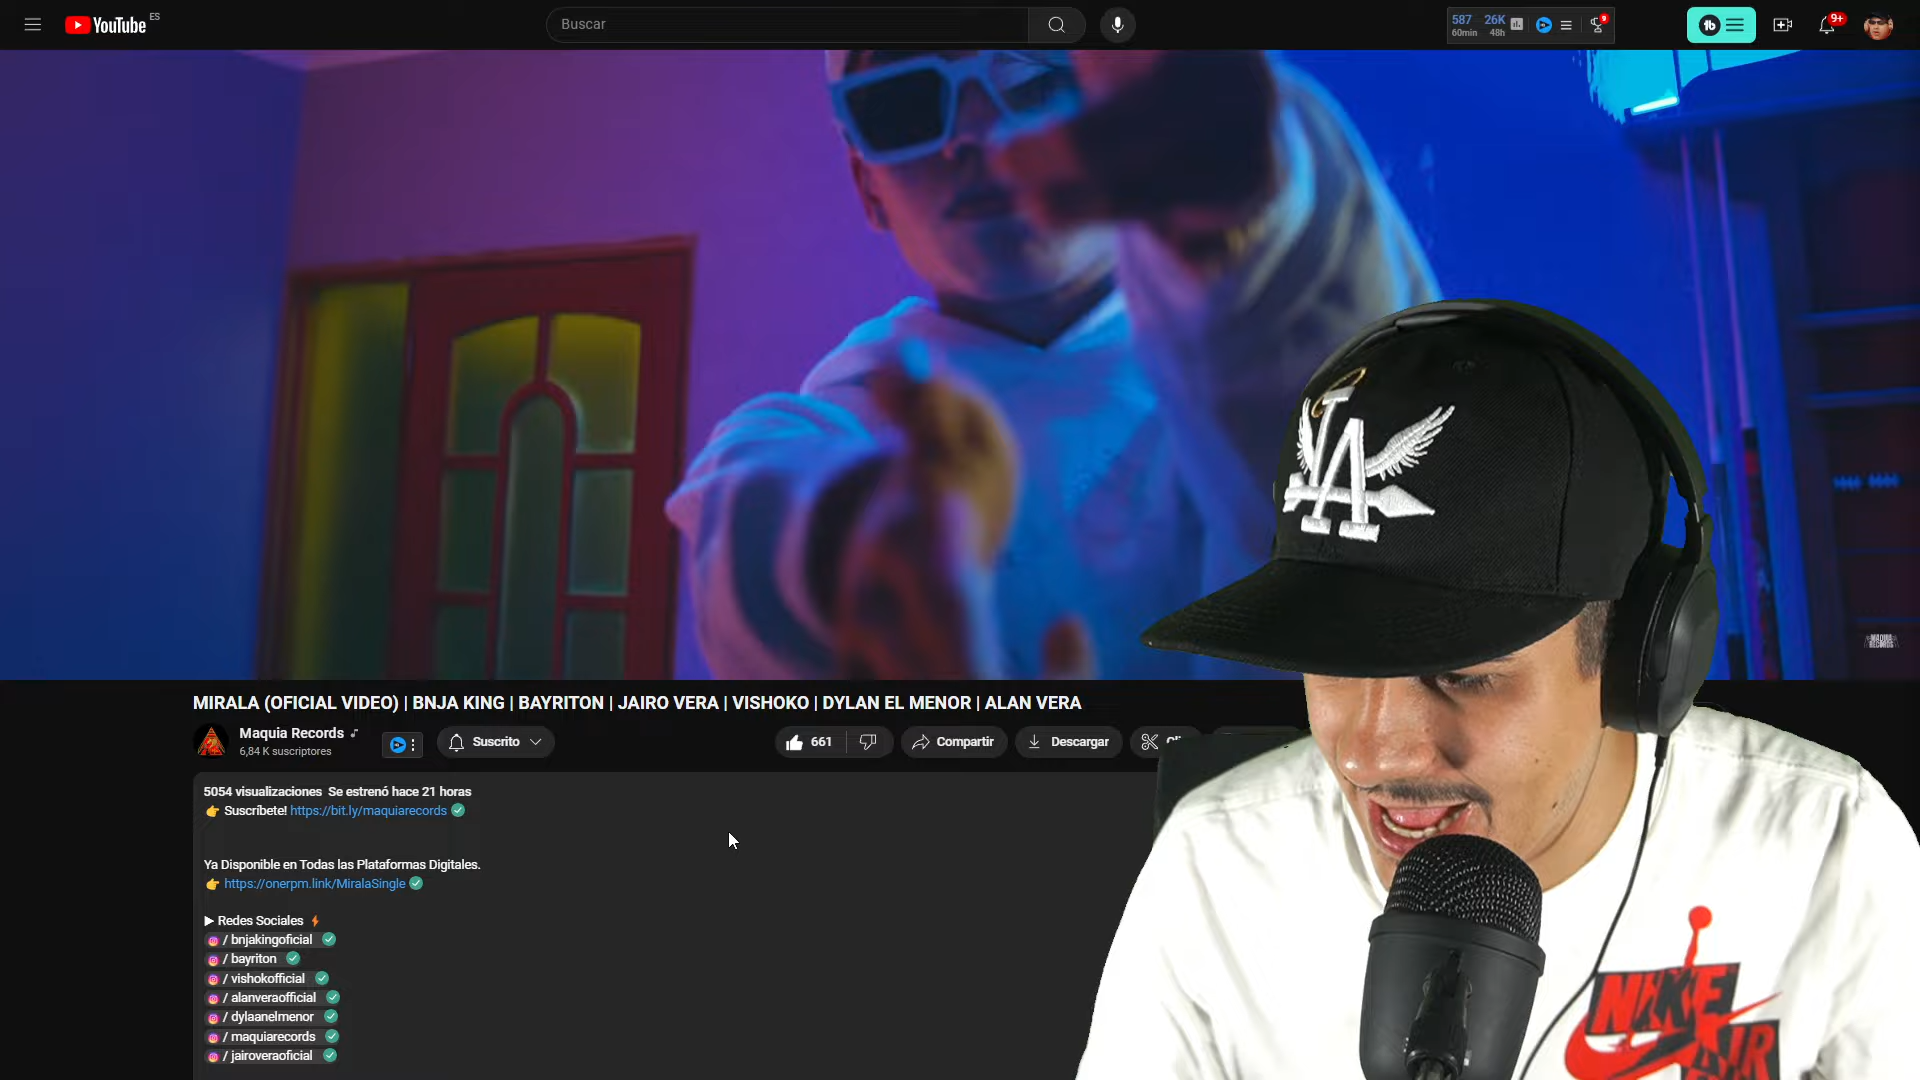 YouTube ES
Buscar
587 60min
26K 48h
9
9+
MAQUIA RECORDS
LA
MIRALA (OFICIAL VIDEO) | BNJA KING | BAYRITON | JAIRO VERA | VISHOKO | DYLAN EL MENOR | ALAN VERA
Maquia Records
6,84 K suscriptores
Suscrito
661
Compartir
Descargar
5054 visualizaciones Se estrenó hace 21 horas
👉 Suscríbete! https://bit.ly/maquiarecords
Ya Disponible en Todas las Plataformas Digitales.
👉 https://onerpm.link/MiralaSingle
▶ Redes Sociales ⚡
/ bnjakingoficial
/ bayriton
/ vishokofficial
/ alanveraofficial
/ dylaanelmenor
/ maquiarecords
/ jairoveraoficial
NIKE
AIR